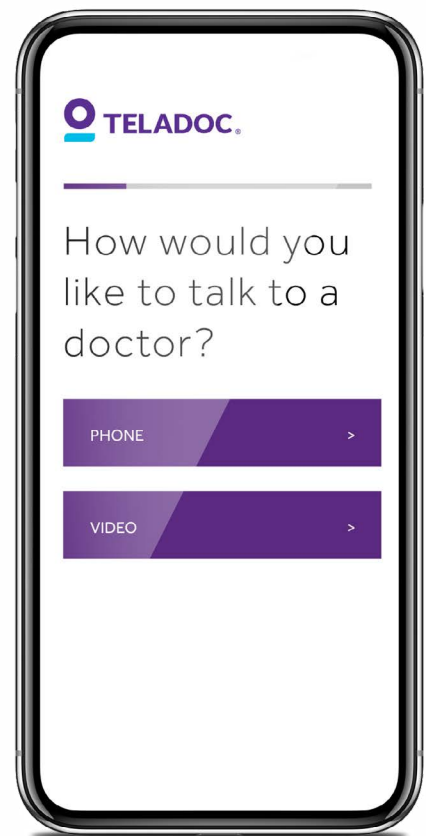 TELADOC®
How would you
like to talk to a
doctor?
PHONE >
VIDEO >